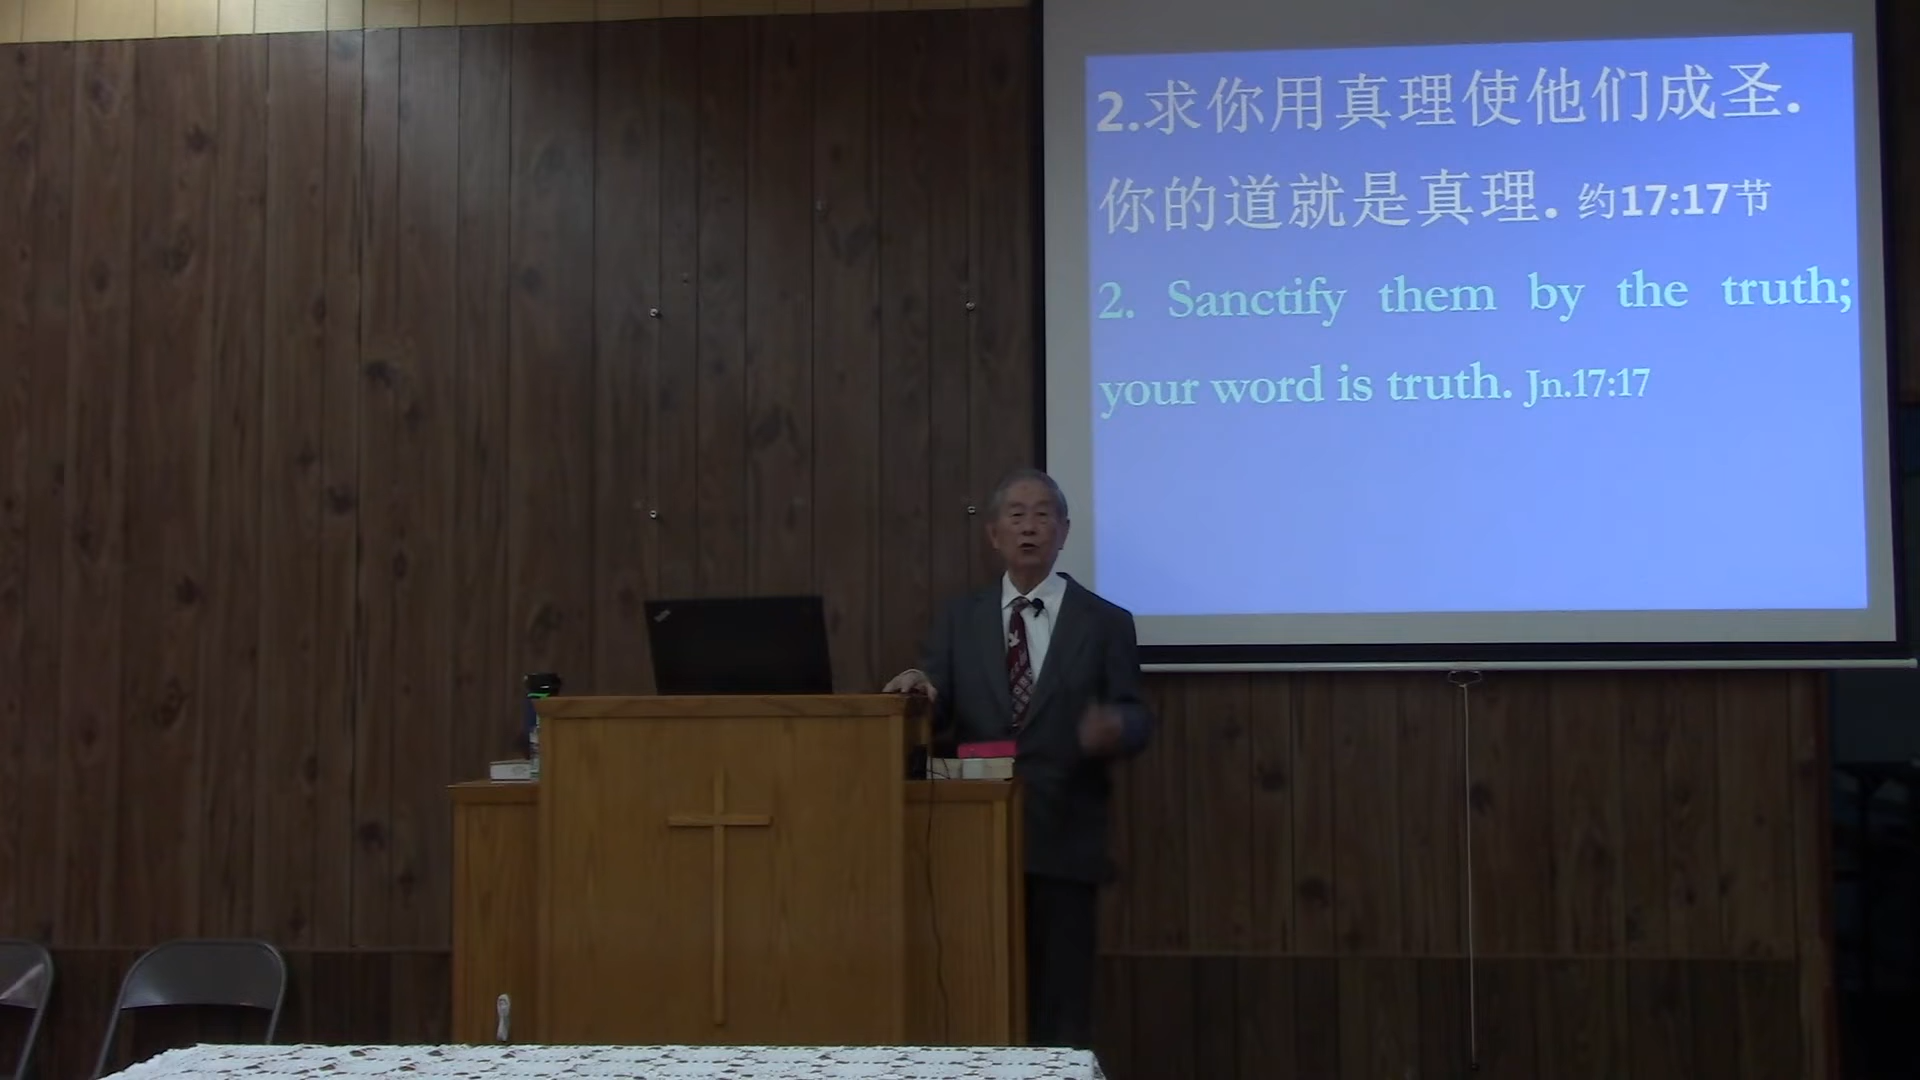 2.求你用真理使他们成圣.
你的道就是真理. 约17:17节
2. Sanctify them by the truth;
your word is truth. Jn.17:17